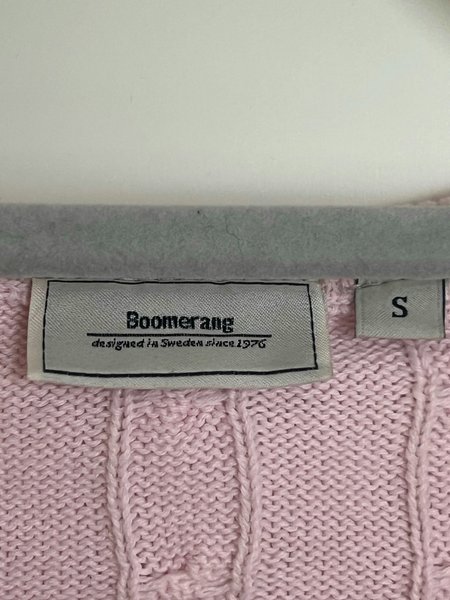 Boomerang
designed in Sweden since 1976
S